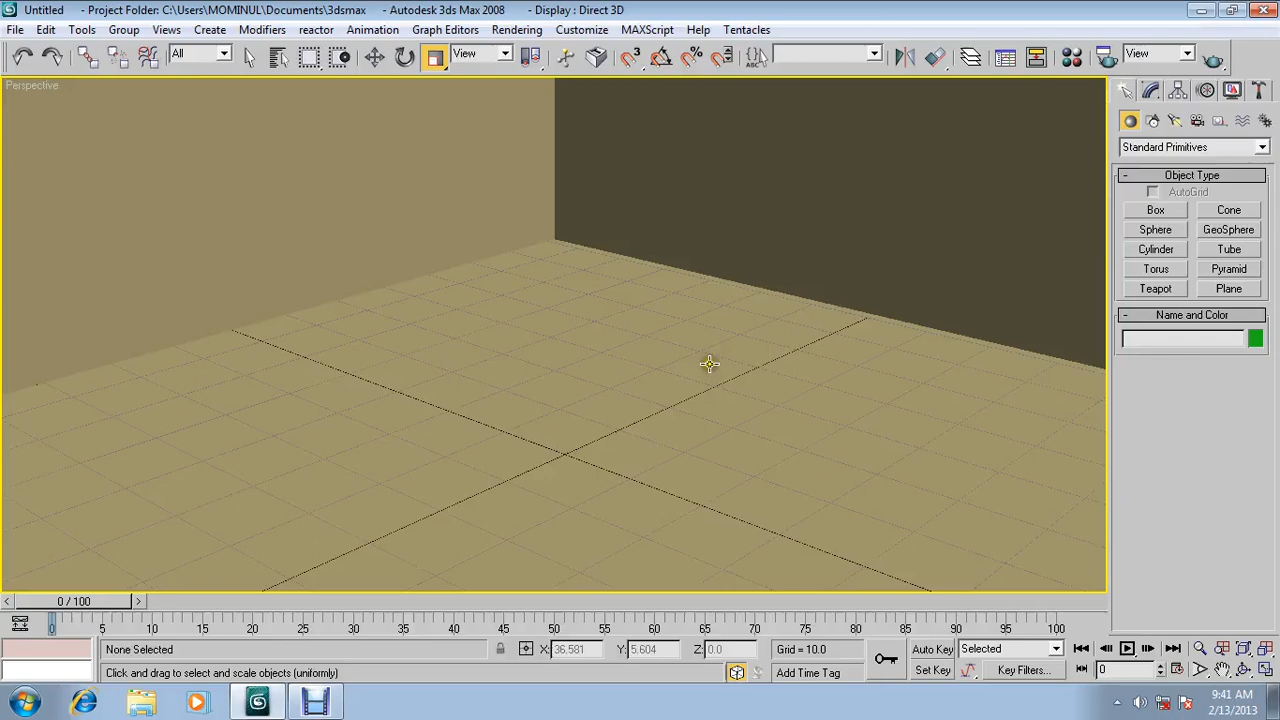 Untitled - Project Folder: C:\Users\MOMINUL\Documents\3dsmax - Autodesk 3ds Max 2008 - Display : Direct 3D
File Edit Tools Group Views Create Modifiers reactor Animation Graph Editors Rendering Customize MAXScript Help Tentacles
All View 3 % ABC View
Perspective
Standard Primitives
- Object Type
AutoGrid
Box Cone
Sphere GeoSphere
Cylinder Tube
Torus Pyramid
Teapot Plane
- Name and Color
< 0 / 100 >
0 5 10 15 20 25 30 35 40 45 50 55 60 65 70 75 80 85 90 95 100
None Selected X: 36.581 Y: 5.604 Z: 0.0 Grid = 10.0 Auto Key Selected
Click and drag to select and scale objects (uniformly) Add Time Tag Set Key Key Filters... 0
9:41 AM
2/13/2013